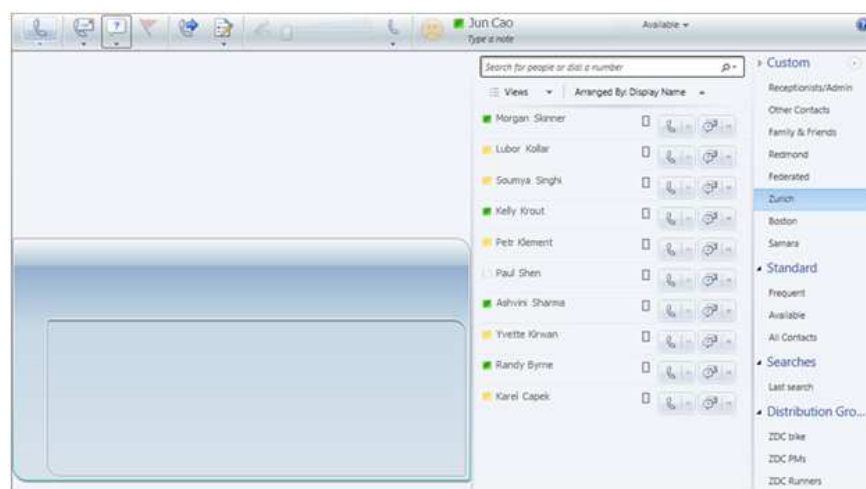 Jun Cao
Available
Type a note
Search for people or dial a number
Views
Arranged By: Display Name
Morgan Skinner
Lubor Kollar
Soumya Singhi
Kelly Krout
Petr Klement
Paul Shen
Ashvini Sharma
Yvette Kirwan
Randy Byrne
Karel Capek
Custom
Receptionists/Admin
Other Contacts
Family & Friends
Redmond
Federated
Zurich
Boston
Samara
Standard
Frequent
Available
All Contacts
Searches
Last search
Distribution Gro...
ZDC bike
ZDC PMs
ZDC Runners